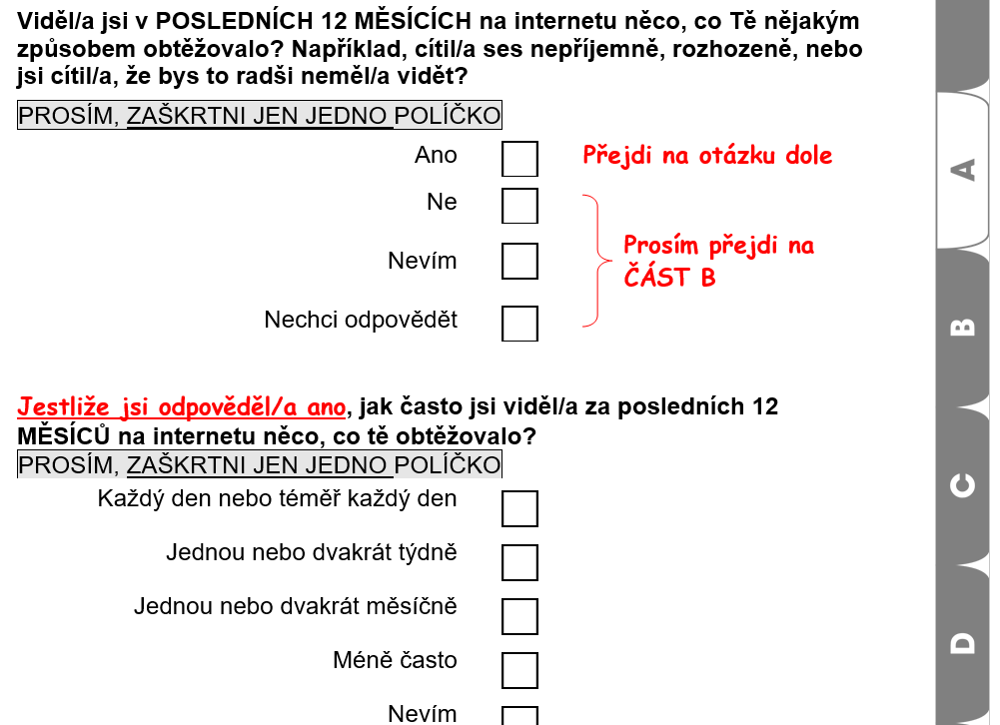 Viděl/a jsi v POSLEDNÍCH 12 MĚSÍCÍCH na internetu něco, co Tě nějakým
způsobem obtěžovalo? Například, cítil/a ses nepříjemně, rozhozeně, nebo
jsi cítil/a, že bys to radši neměl/a vidět?
PROSÍM, ZAŠKRTNI JEN JEDNO POLÍČKO
Ano
Přejdi na otázku dole
Ne
Nevím
Prosím přejdi na
ČÁST B
Nechci odpovědět
Jestliže jsi odpověděl/a ano, jak často jsi viděl/a za posledních 12
MĚSÍCŮ na internetu něco, co tě obtěžovalo?
PROSÍM, ZAŠKRTNI JEN JEDNO POLÍČKO
Každý den nebo téměř každý den
Jednou nebo dvakrát týdně
Jednou nebo dvakrát měsíčně
Méně často
Nevím
A
B
C
D